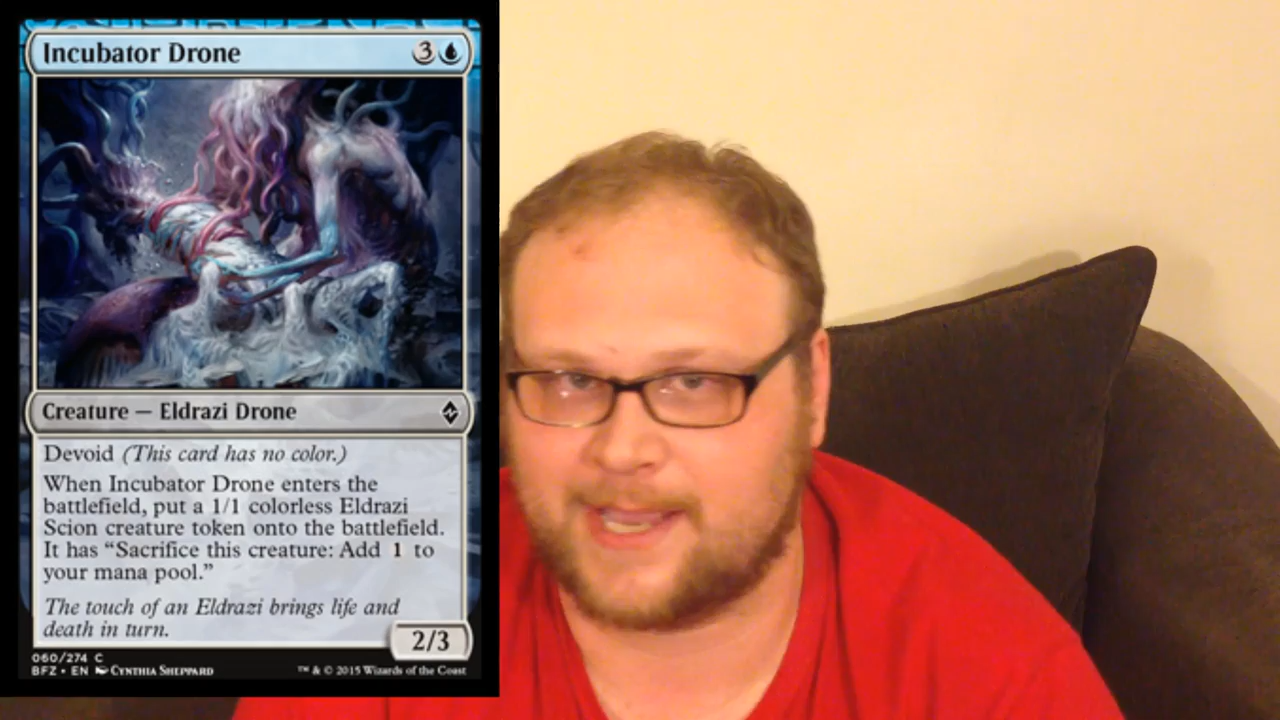 Incubator Drone 3
Creature — Eldrazi Drone
Devoid (This card has no color.)
When Incubator Drone enters the
battlefield, put a 1/1 colorless Eldrazi
Scion creature token onto the battlefield.
It has “Sacrifice this creature: Add 1 to
your mana pool.”
The touch of an Eldrazi brings life and
death in turn.
2/3
060/274 C
BFZ • EN Cynthia Sheppard
™ & © 2015 Wizards of the Coast